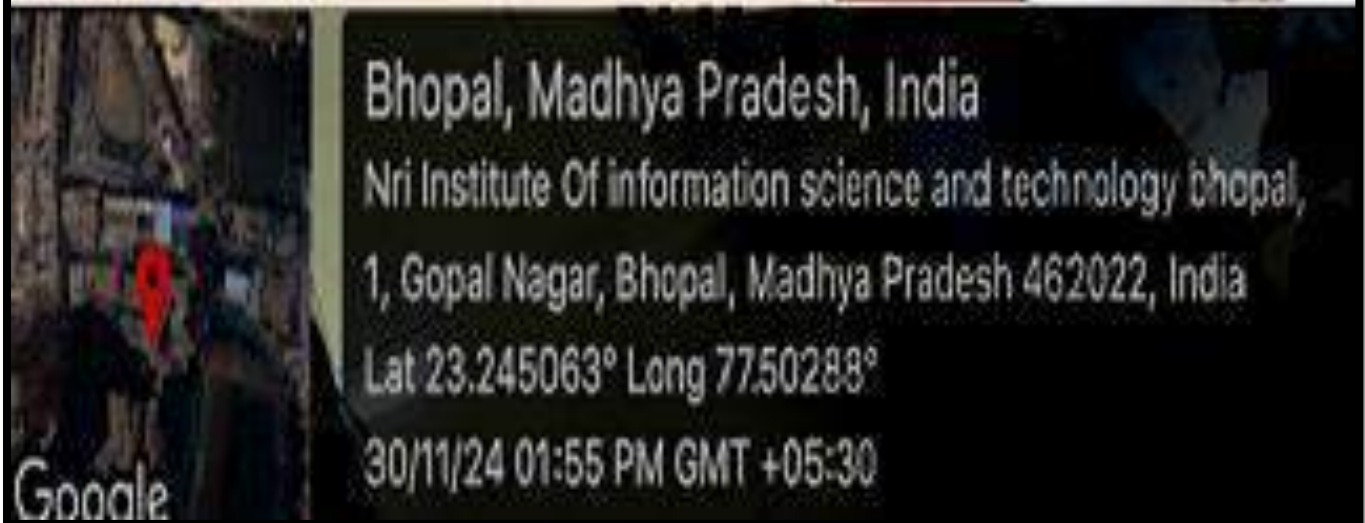 Bhopal, Madhya Pradesh, India
Nri Institute Of information science and technology bhopal,
1, Gopal Nagar, Bhopal, Madhya Pradesh 462022, India
Lat 23.245063° Long 77.50288°
30/11/24 01:55 PM GMT +05:30
Google